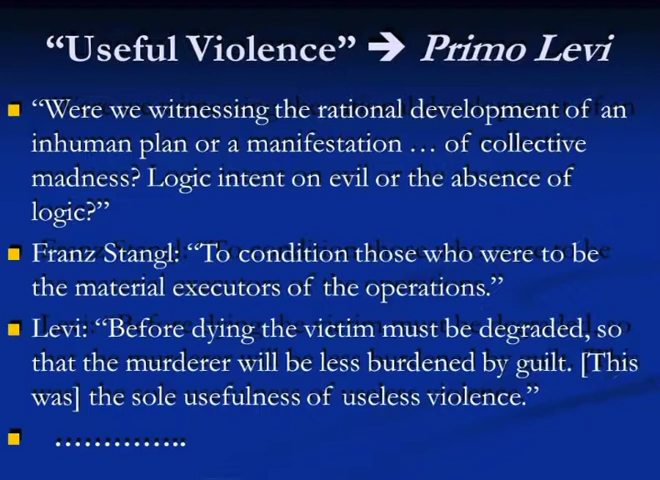 “Useful Violence” ➔ Primo Levi
“Were we witnessing the rational development of an
inhuman plan or a manifestation … of collective
madness? Logic intent on evil or the absence of
logic?”
Franz Stangl: “To condition those who were to be
the material executors of the operations.”
Levi: “Before dying the victim must be degraded, so
that the murderer will be less burdened by guilt. [This
was] the sole usefulness of useless violence.”
…………..